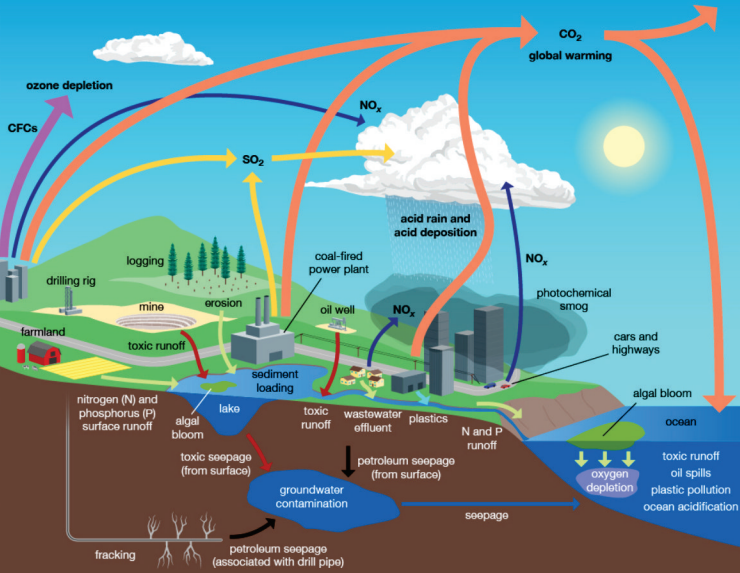 CO₂
global warming
ozone depletion
CFCs
NOₓ
SO₂
acid rain and
acid deposition
NOₓ
logging
coal-fired
power plant
drilling rig
mine
erosion
oil well
NOₓ
photochemical
smog
farmland
toxic runoff
cars and
highways
sediment
loading
nitrogen (N) and
phosphorus (P)
surface runoff
algal
bloom
lake
toxic
runoff
wastewater
effluent
plastics
N and P
runoff
algal bloom
ocean
toxic seepage
(from surface)
petroleum seepage
(from surface)
oxygen
depletion
toxic runoff
oil spills
plastic pollution
ocean acidification
groundwater
contamination
seepage
fracking
petroleum seepage
(associated with drill pipe)